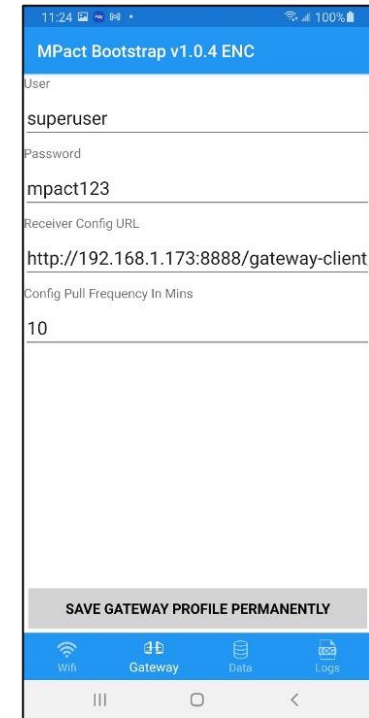 11:24
100%
MPact Bootstrap v1.0.4 ENC
User
superuser
Password
mpact123
Receiver Config URL
http://192.168.1.173:8888/gateway-client
Config Pull Frequency In Mins
10
SAVE GATEWAY PROFILE PERMANENTLY
Wifi Gateway Data Logs